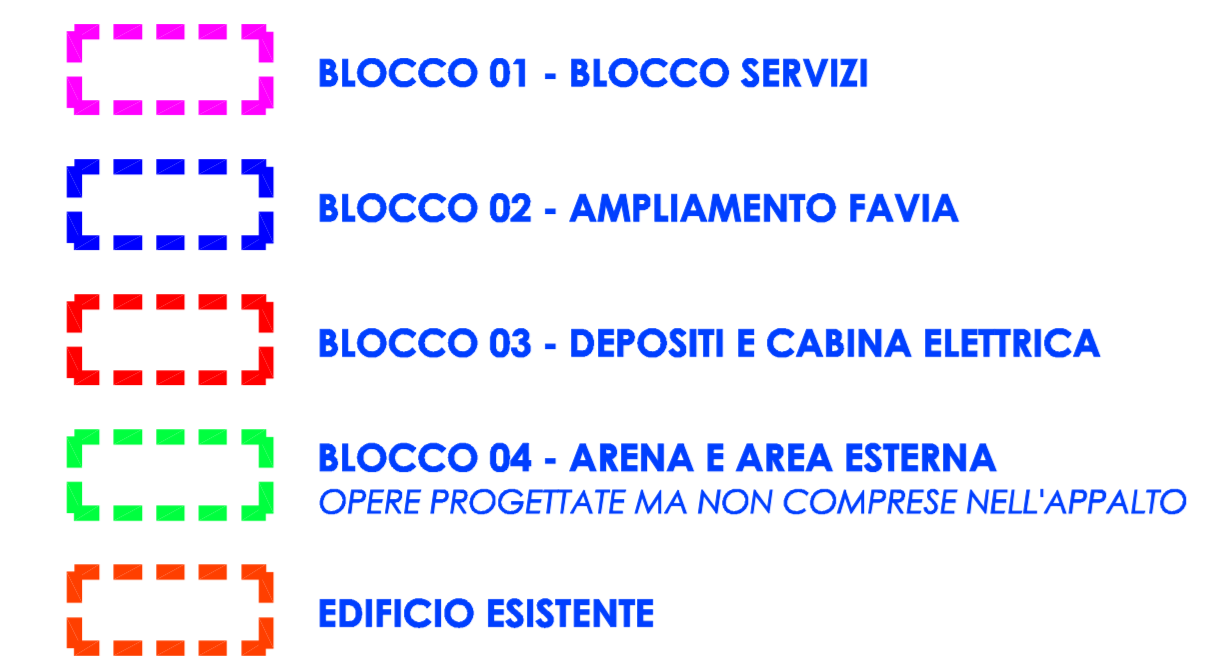 BLOCCO 01 - BLOCCO SERVIZI
BLOCCO 02 - AMPLIAMENTO FAVIA
BLOCCO 03 - DEPOSITI E CABINA ELETTRICA
BLOCCO 04 - ARENA E AREA ESTERNA
OPERE PROGETTATE MA NON COMPRESE NELL'APPALTO
EDIFICIO ESISTENTE